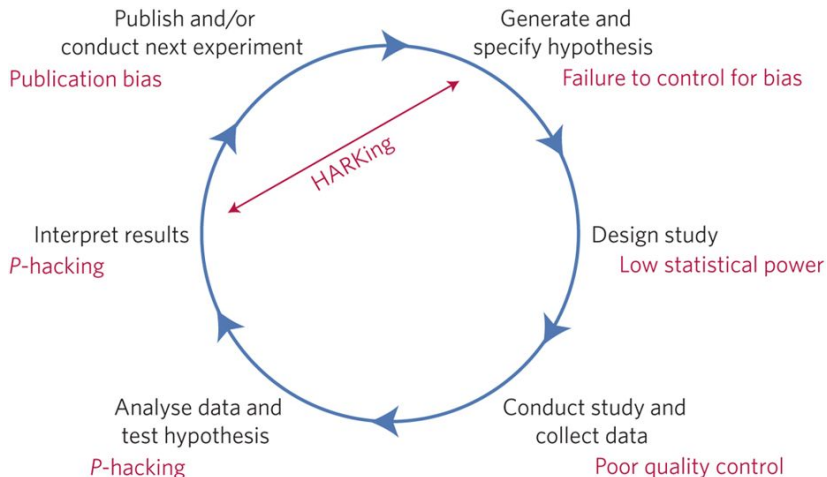 Publish and/or
conduct next experiment
Publication bias
Generate and
specify hypothesis
Failure to control for bias
HARKing
Interpret results
P-hacking
Design study
Low statistical power
Analyse data and
test hypothesis
P-hacking
Conduct study and
collect data
Poor quality control